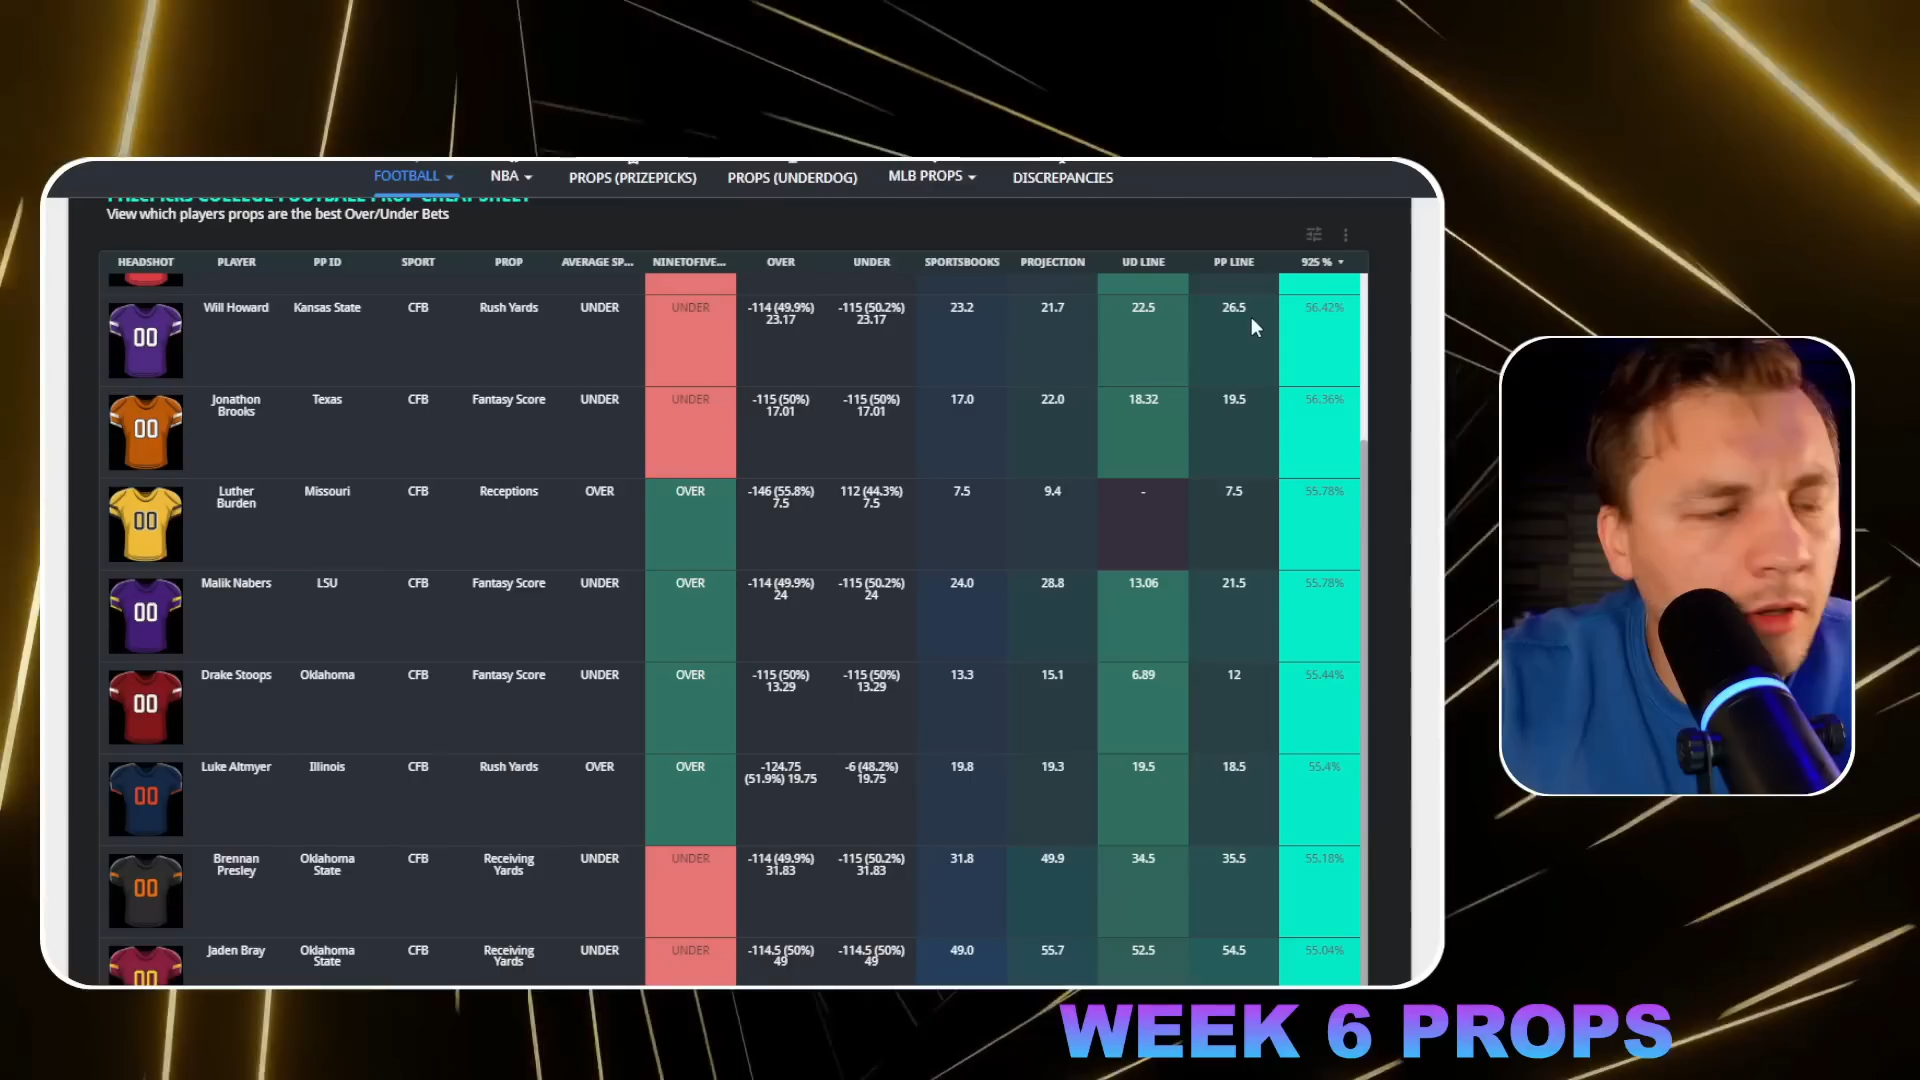 FOOTBALL NBA PROPS (PRIZEPICKS) PROPS (UNDERDOG) MLB PROPS DISCREPANCIES
PRIZEPICKS COLLEGE FOOTBALL PROP CHEAT SHEET
View which players props are the best Over/Under Bets
HEADSHOT PLAYER PP ID SPORT PROP AVERAGE SP... NINETOFIVE... OVER UNDER SPORTSBOOKS PROJECTION UD LINE PP LINE 925 %
00 Will Howard Kansas State CFB Rush Yards UNDER UNDER -114 (49.9%) 23.17 -115 (50.2%) 23.17 23.2 21.7 22.5 26.5 56.42%
00 Jonathon Brooks Texas CFB Fantasy Score UNDER UNDER -115 (50%) 17.01 -115 (50%) 17.01 17.0 22.0 18.32 19.5 56.36%
00 Luther Burden Missouri CFB Receptions OVER OVER -146 (55.8%) 7.5 112 (44.3%) 7.5 7.5 9.4 - 7.5 55.78%
00 Malik Nabers LSU CFB Fantasy Score UNDER OVER -114 (49.9%) 24 -115 (50.2%) 24 24.0 28.8 13.06 21.5 55.78%
00 Drake Stoops Oklahoma CFB Fantasy Score UNDER OVER -115 (50%) 13.29 -115 (50%) 13.29 13.3 15.1 6.89 12 55.44%
00 Luke Altmyer Illinois CFB Rush Yards OVER OVER -124.75 (51.9%) 19.75 -6 (48.2%) 19.75 19.8 19.3 19.5 18.5 55.4%
00 Brennan Presley Oklahoma State CFB Receiving Yards UNDER UNDER -114 (49.9%) 31.83 -115 (50.2%) 31.83 31.8 49.9 34.5 35.5 55.18%
00 Jaden Bray Oklahoma State CFB Receiving Yards UNDER UNDER -114.5 (50%) 49 -114.5 (50%) 49 49.0 55.7 52.5 54.5 55.04%
WEEK 6 PROPS